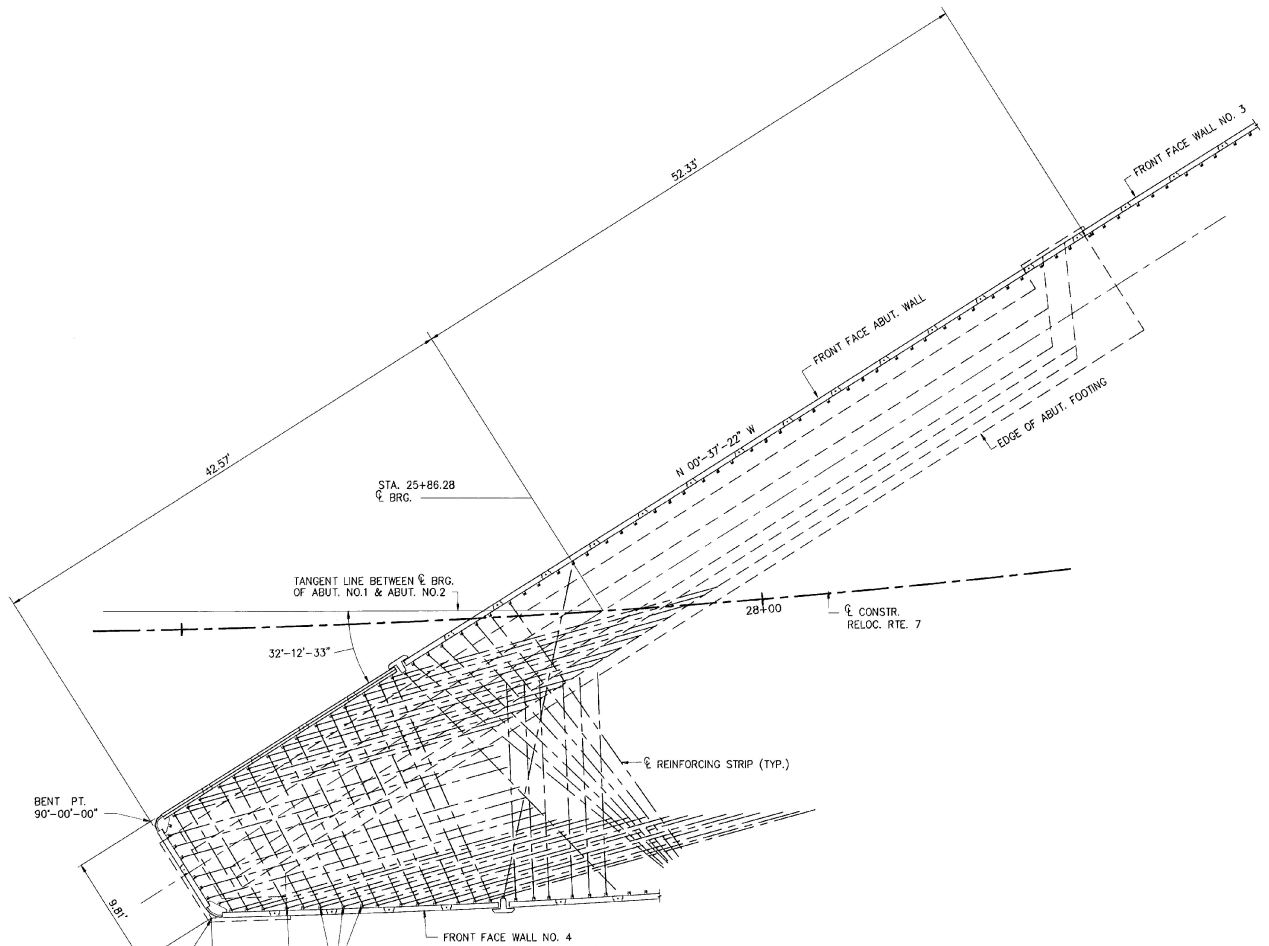 52.33'
FRONT FACE WALL NO. 3
42.57'
FRONT FACE ABUT. WALL
N 00°-37'-22" W
EDGE OF ABUT. FOOTING
STA. 25+86.28
℄ BRG.
TANGENT LINE BETWEEN ℄ BRG.
OF ABUT. NO.1 & ABUT. NO.2
28+00
℄ CONSTR.
RELOC. RTE. 7
32°-12'-33"
℄ REINFORCING STRIP (TYP.)
BENT PT.
90°-00'-00"
9.81'
FRONT FACE WALL NO. 4